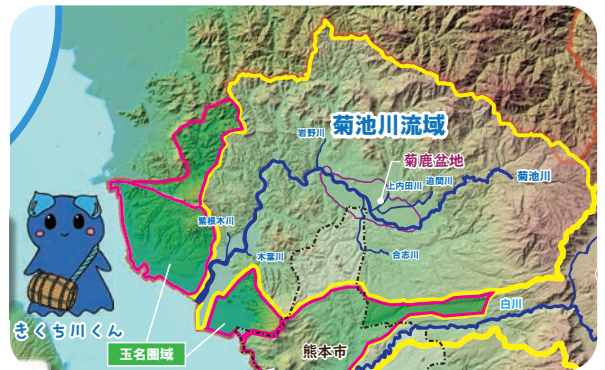 菊池川流域
岩野川
菊鹿盆地
上内田川
迫間川
菊池川
繁根木川
木葉川
合志川
白川
きくち川くん
玉名圏域
熊本市